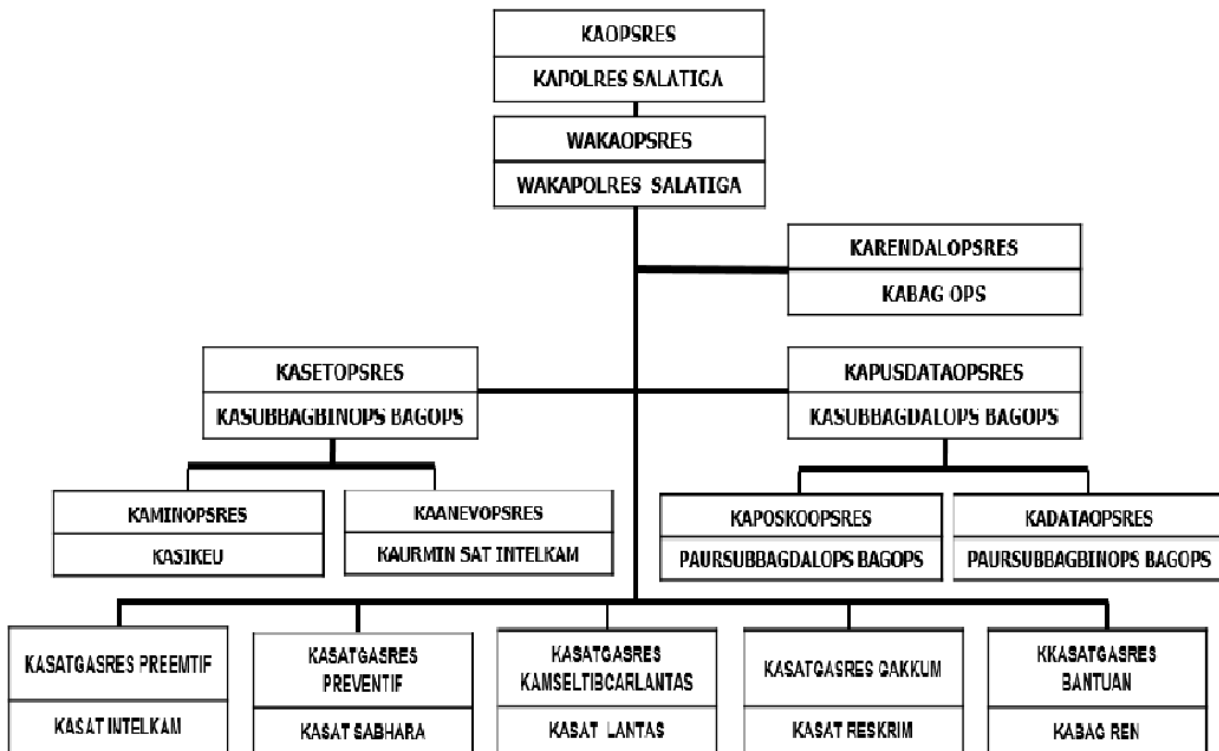 KAOPSRES
KAPOLRES SALATIGA
WAKAOPSRES
WAKAPOLRES SALATIGA
KARENDALOPSRES
KABAG OPS
KASETOPSRES
KASUBBAGBINOPS BAGOPS
KAPUSDATAOPSRES
KASUBBAGDALOPS BAGOPS
KAMINOPSRES
KASIKEU
KAANEVOPSRES
KAURMIN SAT INTELKAM
KAPOSKOOPSRES
PAURSUBBAGDALOPS BAGOPS
KADATAOPSRES
PAURSUBBAGBINOPS BAGOPS
KASATGASRES PREEMTIF
KASAT INTELKAM
KASATGASRES
PREVENTIF
KASAT SABHARA
KASATGASRES
KAMSELTIBCARLANTAS
KASAT LANTAS
KASATGASRES GAKKUM
KASAT RESKRIM
KKASATGASRES
BANTUAN
KABAG REN